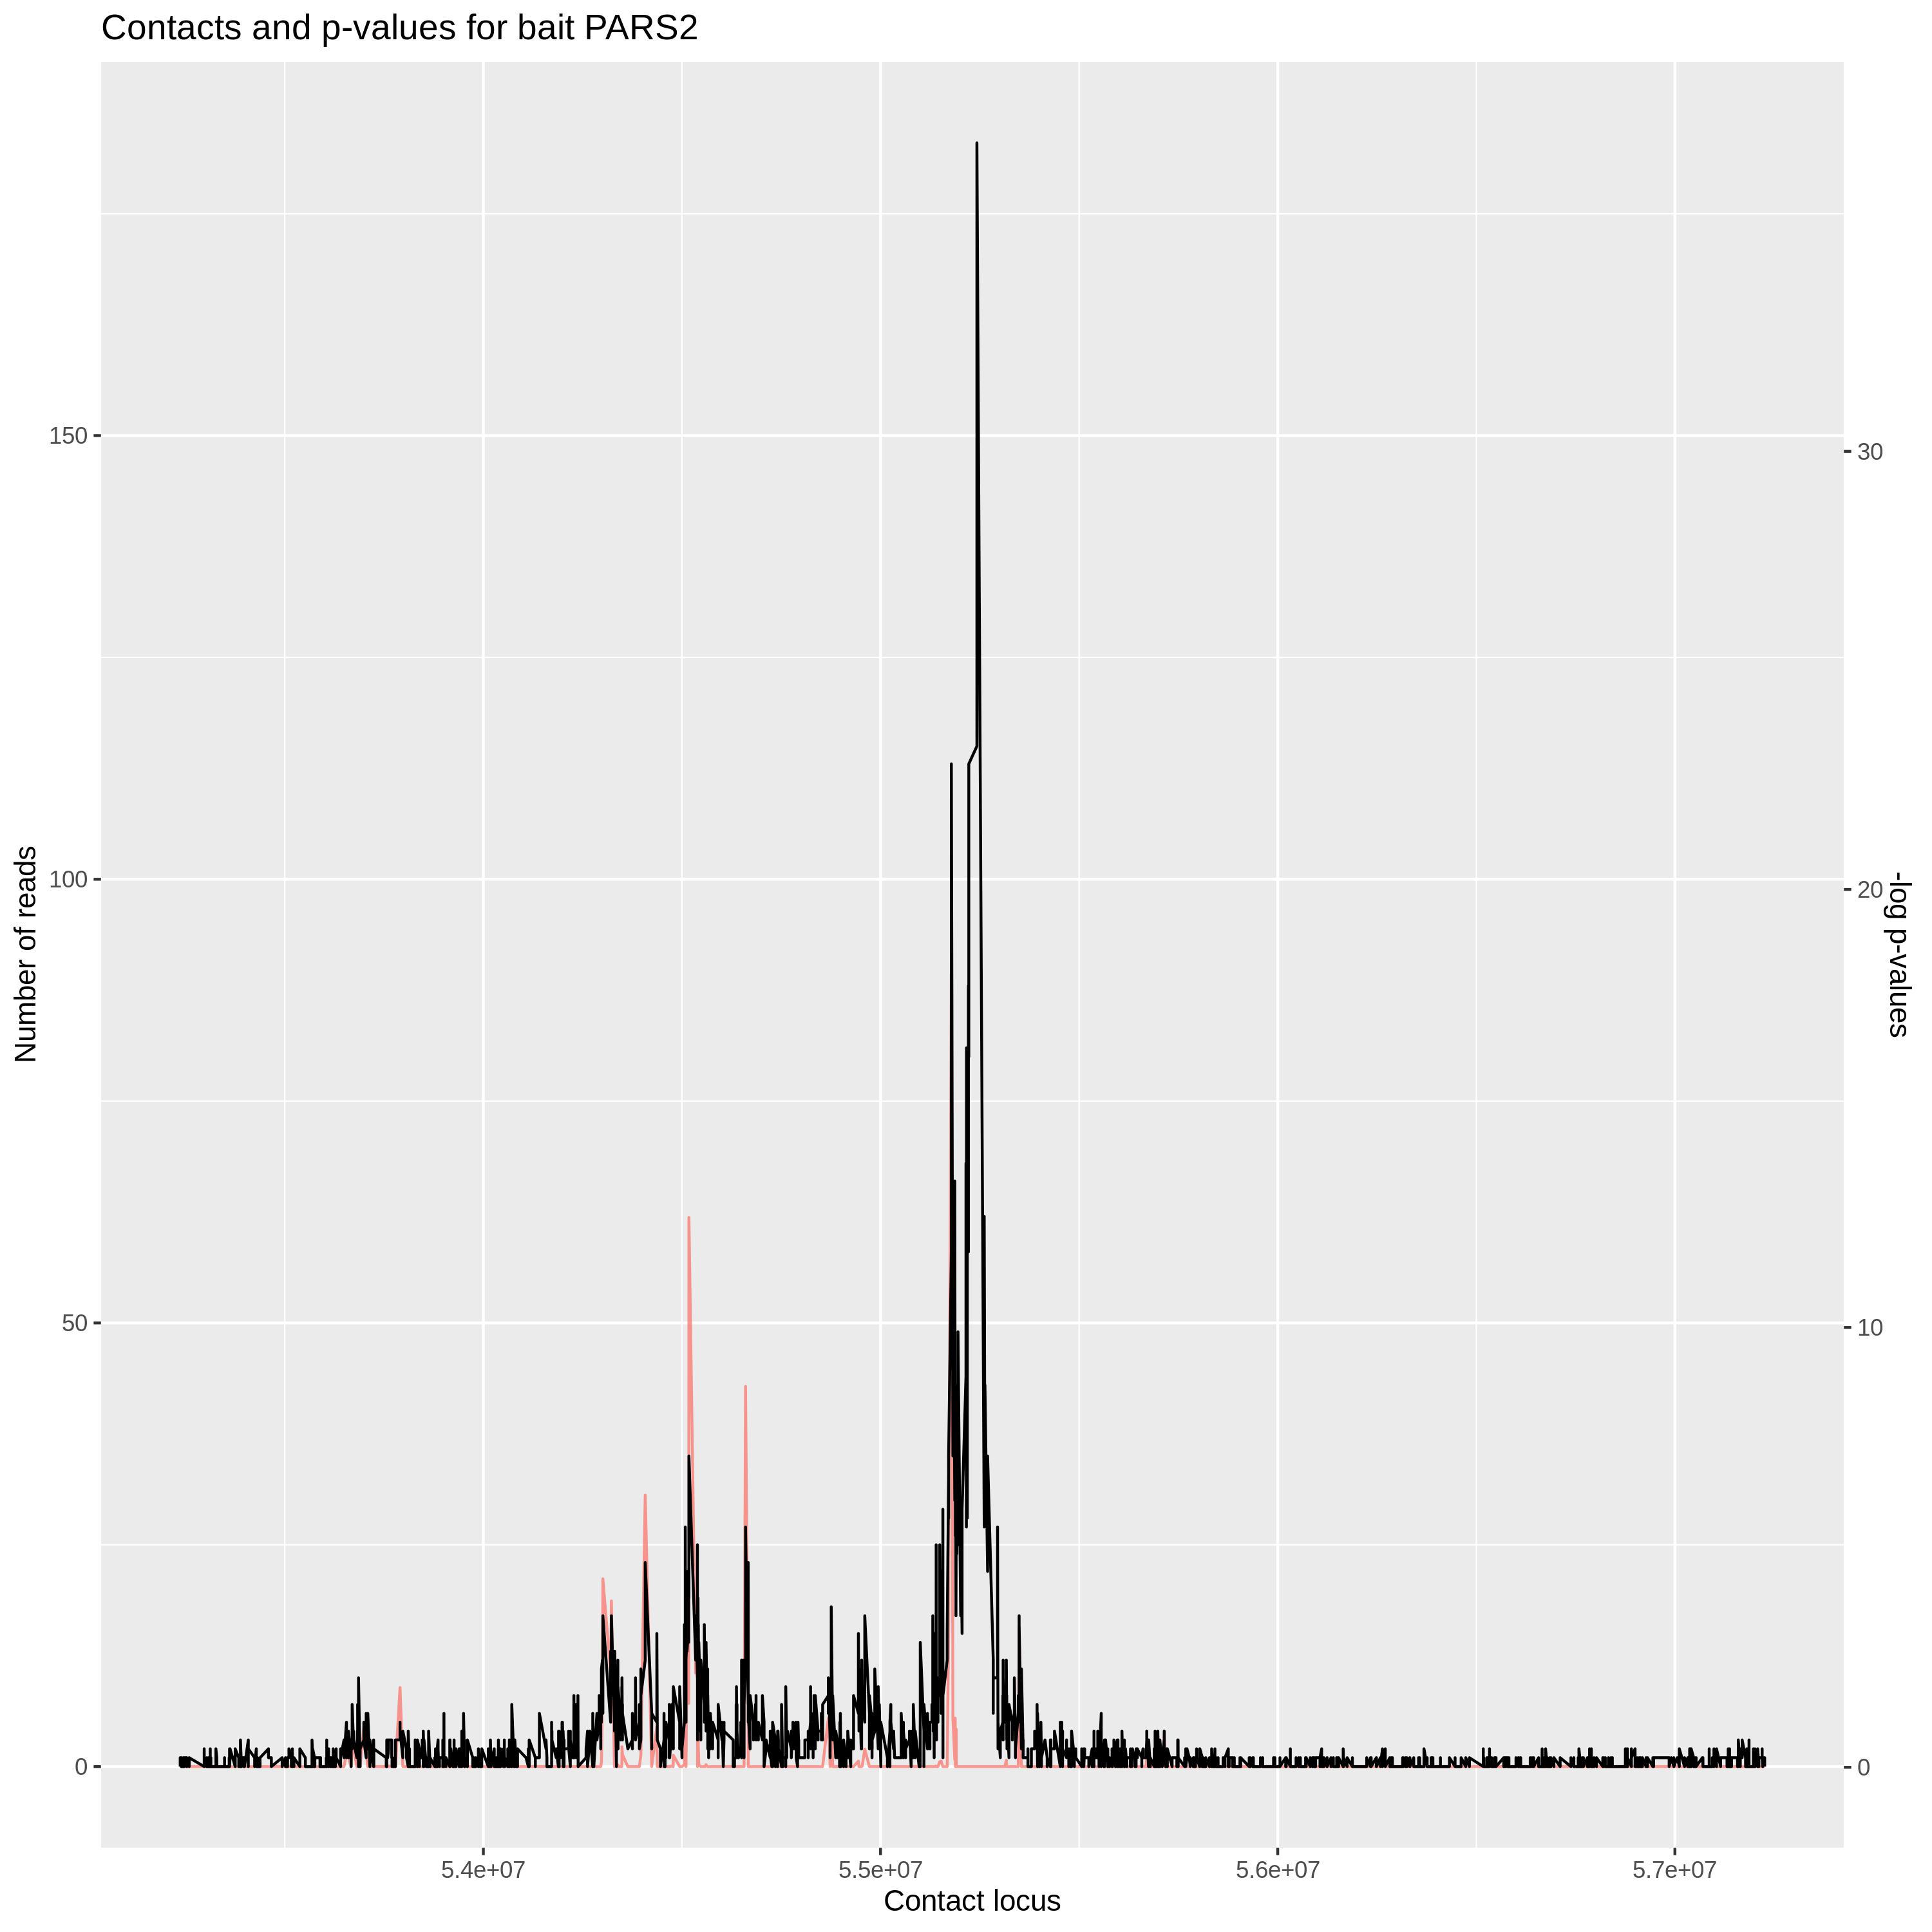 Contacts and p-values for bait PARS2
150
100
50
0
Number of reads
30
20
10
0
-log p-values
5.4e+07 5.5e+07 5.6e+07 5.7e+07
Contact locus